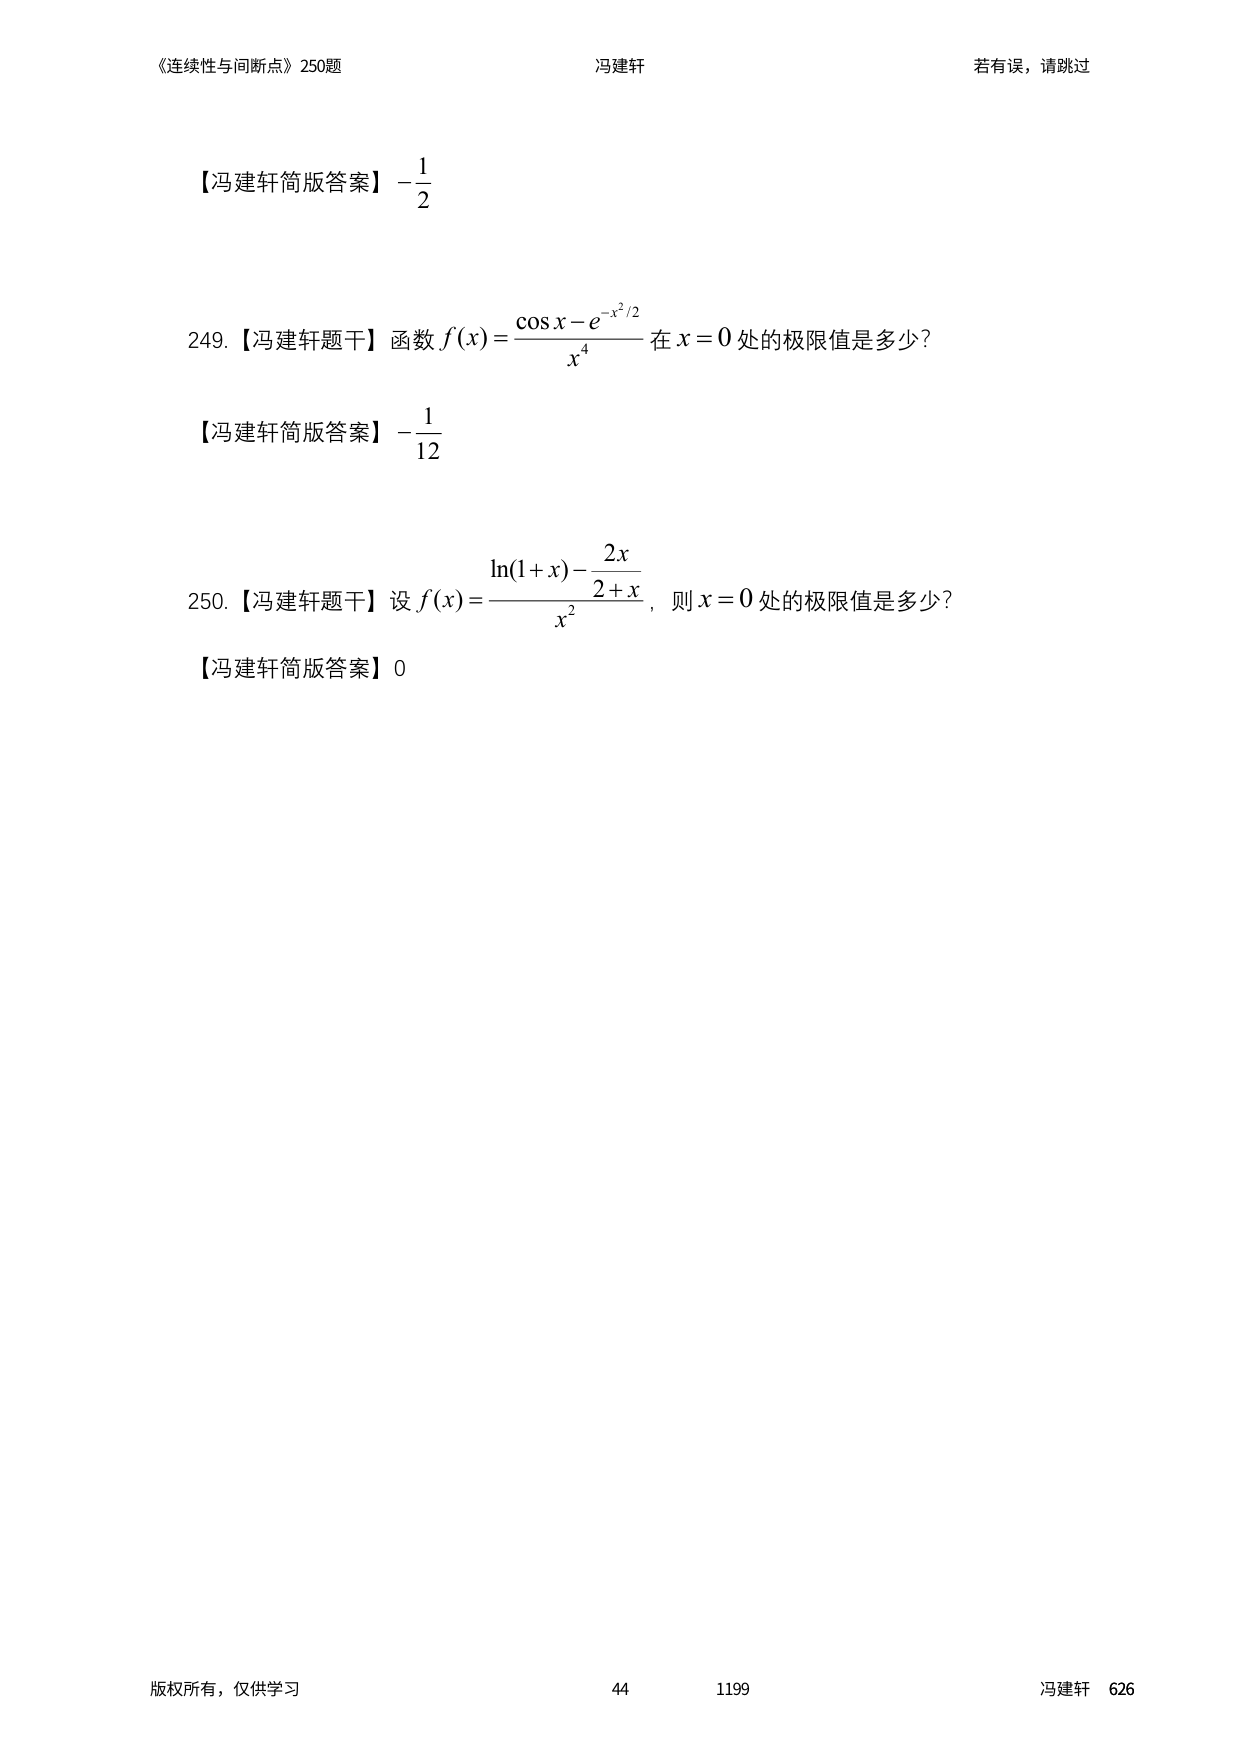 《连续性与间断点》250题 冯建轩 若有误，请跳过
【冯建轩简版答案】$-\frac{1}{2}$
249.【冯建轩题干】函数 $f(x)=\frac{\cos x-e^{-x^2/2}}{x^4}$ 在 $x=0$ 处的极限值是多少？
【冯建轩简版答案】$-\frac{1}{12}$
250.【冯建轩题干】设 $f(x)=\frac{\ln(1+x)-\frac{2x}{2+x}}{x^2}$，则 $x=0$ 处的极限值是多少？
【冯建轩简版答案】0
版权所有，仅供学习 44 1199 冯建轩 626